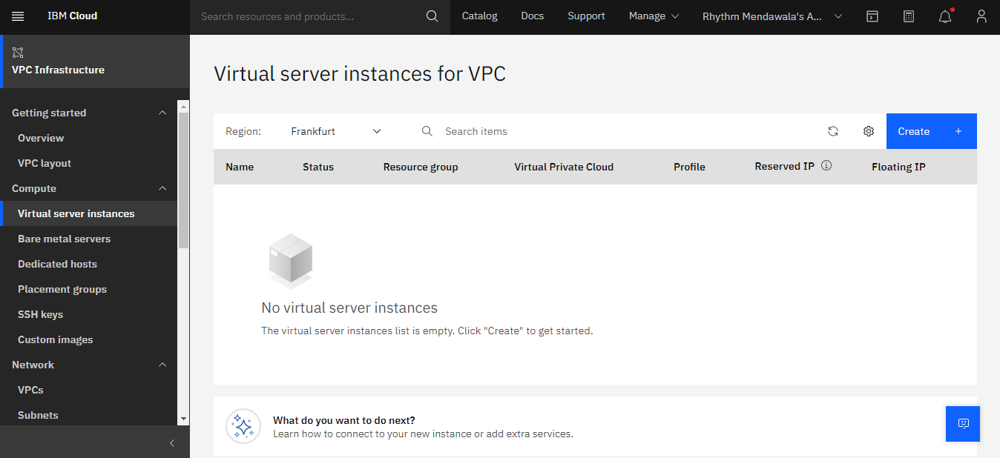 IBM Cloud
Search resources and products...
Catalog
Docs
Support
Manage
Rhythm Mendawala's A...
VPC Infrastructure
Getting started
Overview
VPC layout
Compute
Virtual server instances
Bare metal servers
Dedicated hosts
Placement groups
SSH keys
Custom images
Network
VPCs
Subnets
Virtual server instances for VPC
Region: Frankfurt
Search items
Create +
Name Status Resource group Virtual Private Cloud Profile Reserved IP Floating IP
No virtual server instances
The virtual server instances list is empty. Click "Create" to get started.
What do you want to do next?
Learn how to connect to your new instance or add extra services.